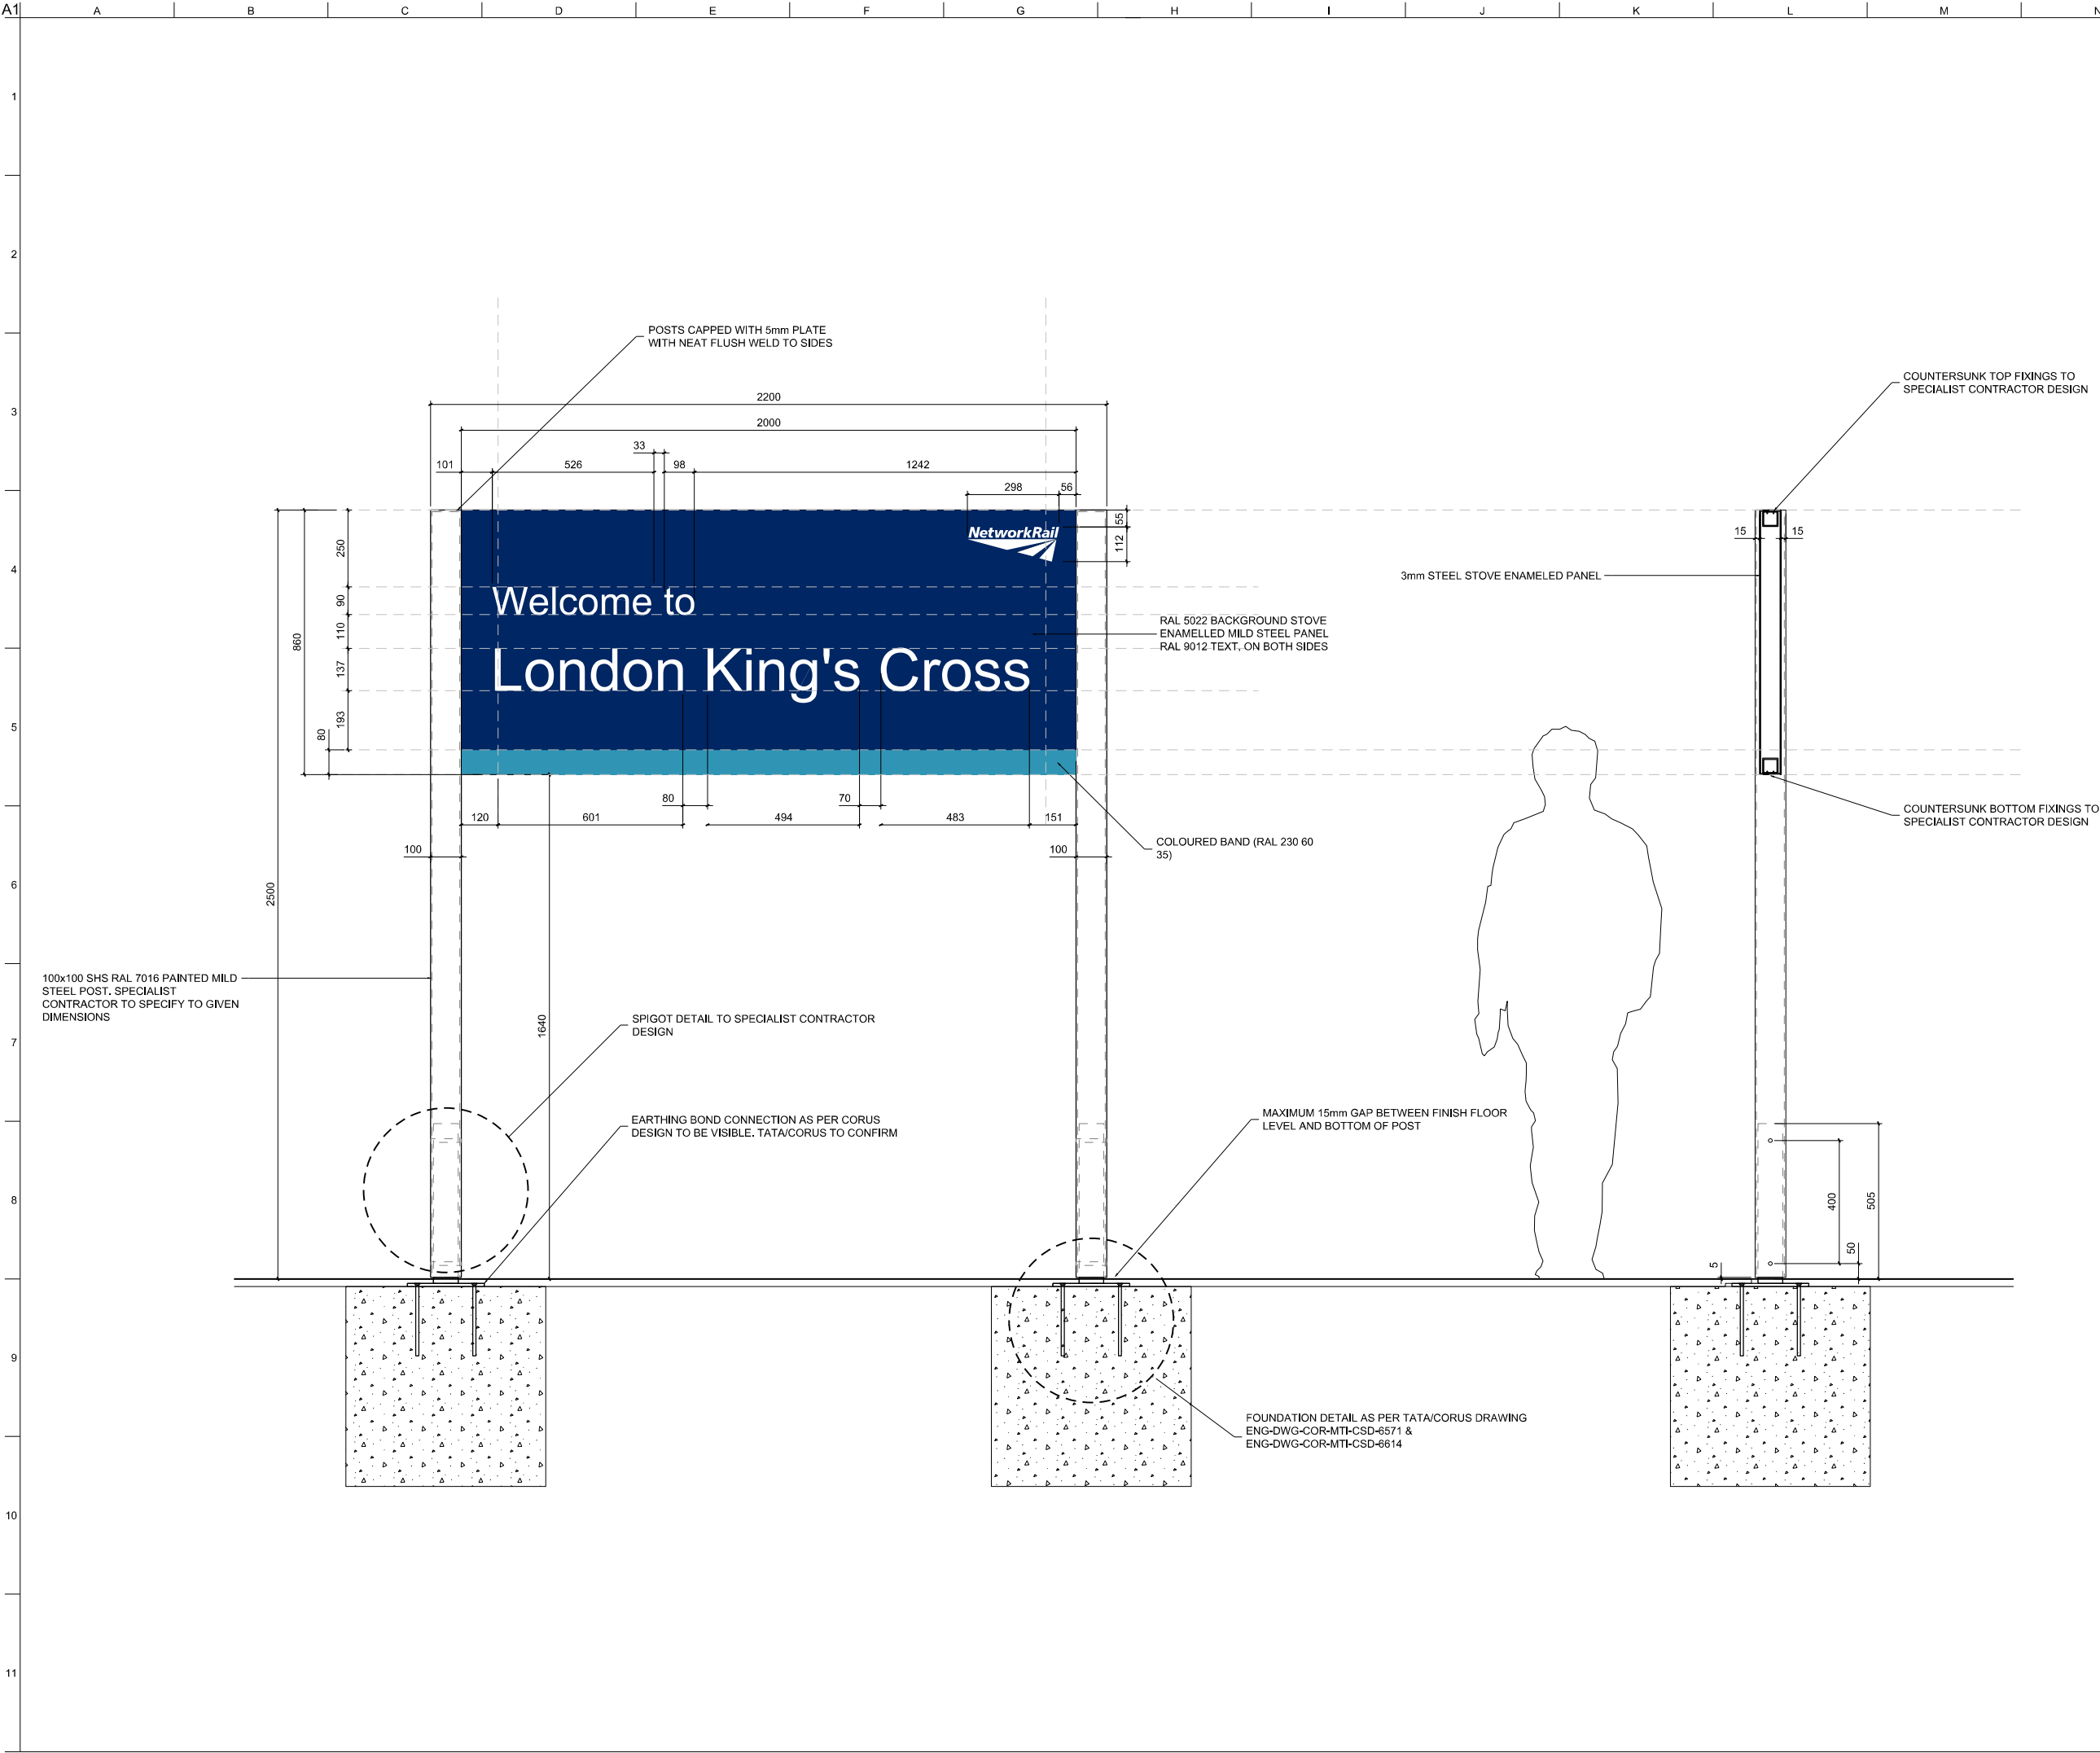 A1
A B C D E F G H I J K L M N
1
2
3
4
5
6
7
8
9
10
11
POSTS CAPPED WITH 5mm PLATE
WITH NEAT FLUSH WELD TO SIDES
COUNTERSUNK TOP FIXINGS TO
SPECIALIST CONTRACTOR DESIGN
2200
2000
33
101 526 98 1242
298 56
55
112
250
90
110
137
193
860
80
2500
1640
NetworkRail
Welcome to
London King's Cross
15 15
3mm STEEL STOVE ENAMELED PANEL
RAL 5022 BACKGROUND STOVE
ENAMELLED MILD STEEL PANEL
RAL 9012 TEXT, ON BOTH SIDES
80 70
120 601 494 483 151
100 100
COUNTERSUNK BOTTOM FIXINGS TO
SPECIALIST CONTRACTOR DESIGN
COLOURED BAND (RAL 230 60
35)
100x100 SHS RAL 7016 PAINTED MILD
STEEL POST. SPECIALIST
CONTRACTOR TO SPECIFY TO GIVEN
DIMENSIONS
SPIGOT DETAIL TO SPECIALIST CONTRACTOR
DESIGN
EARTHING BOND CONNECTION AS PER CORUS
DESIGN TO BE VISIBLE. TATA/CORUS TO CONFIRM
MAXIMUM 15mm GAP BETWEEN FINISH FLOOR
LEVEL AND BOTTOM OF POST
400
505
50
5
FOUNDATION DETAIL AS PER TATA/CORUS DRAWING
ENG-DWG-COR-MTI-CSD-6571 &
ENG-DWG-COR-MTI-CSD-6614